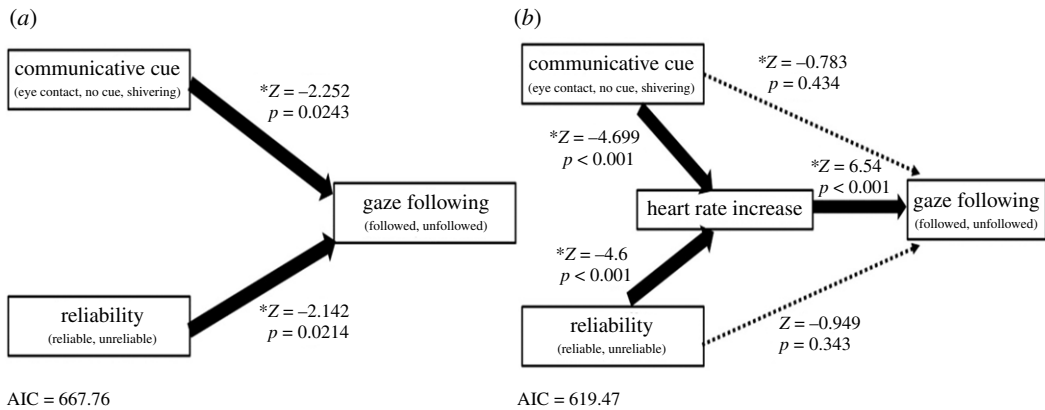 (a)
communicative cue
(eye contact, no cue, shivering)
*Z = –2.252
p = 0.0243
gaze following
(followed, unfollowed)
reliability
(reliable, unreliable)
*Z = –2.142
p = 0.0214
AIC = 667.76
(b)
communicative cue
(eye contact, no cue, shivering)
*Z = –0.783
p = 0.434
*Z = –4.699
p < 0.001
*Z = 6.54
p < 0.001
heart rate increase
gaze following
(followed, unfollowed)
*Z = –4.6
p < 0.001
reliability
(reliable, unreliable)
Z = –0.949
p = 0.343
AIC = 619.47